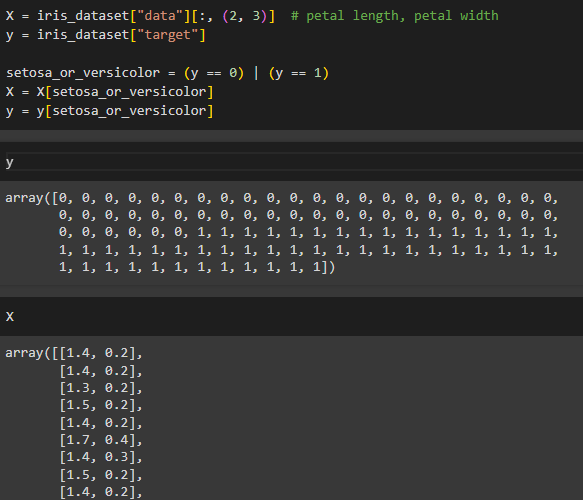 X = iris_dataset["data"][:, (2, 3)]  # petal length, petal width
y = iris_dataset["target"]
setosa_or_versicolor = (y == 0) | (y == 1)
X = X[setosa_or_versicolor]
y = y[setosa_or_versicolor]
y
array([0, 0, 0, 0, 0, 0, 0, 0, 0, 0, 0, 0, 0, 0, 0, 0, 0, 0, 0, 0, 0, 0,
0, 0, 0, 0, 0, 0, 0, 0, 0, 0, 0, 0, 0, 0, 0, 0, 0, 0, 0, 0, 0, 0,
0, 0, 0, 0, 0, 0, 1, 1, 1, 1, 1, 1, 1, 1, 1, 1, 1, 1, 1, 1, 1, 1,
1, 1, 1, 1, 1, 1, 1, 1, 1, 1, 1, 1, 1, 1, 1, 1, 1, 1, 1, 1, 1, 1,
1, 1, 1, 1, 1, 1, 1, 1, 1, 1, 1, 1])
X
array([[1.4, 0.2],
[1.4, 0.2],
[1.3, 0.2],
[1.5, 0.2],
[1.4, 0.2],
[1.7, 0.4],
[1.4, 0.3],
[1.5, 0.2],
[1.4, 0.2],